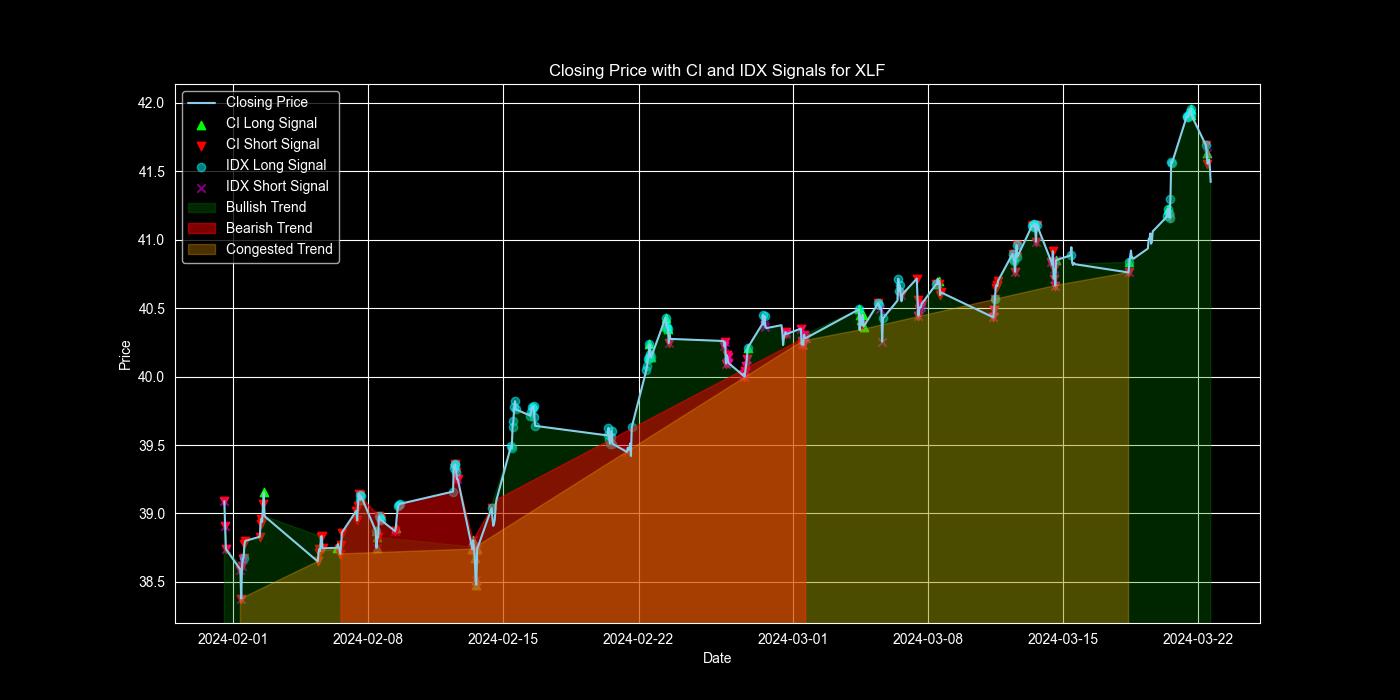 Closing Price with CI and IDX Signals for XLF
42.0
41.5
41.0
40.5
40.0
39.5
39.0
38.5
Price
Closing Price
CI Long Signal
CI Short Signal
IDX Long Signal
IDX Short Signal
Bullish Trend
Bearish Trend
Congested Trend
2024-02-01 2024-02-08 2024-02-15 2024-02-22 2024-03-01 2024-03-08 2024-03-15 2024-03-22
Date